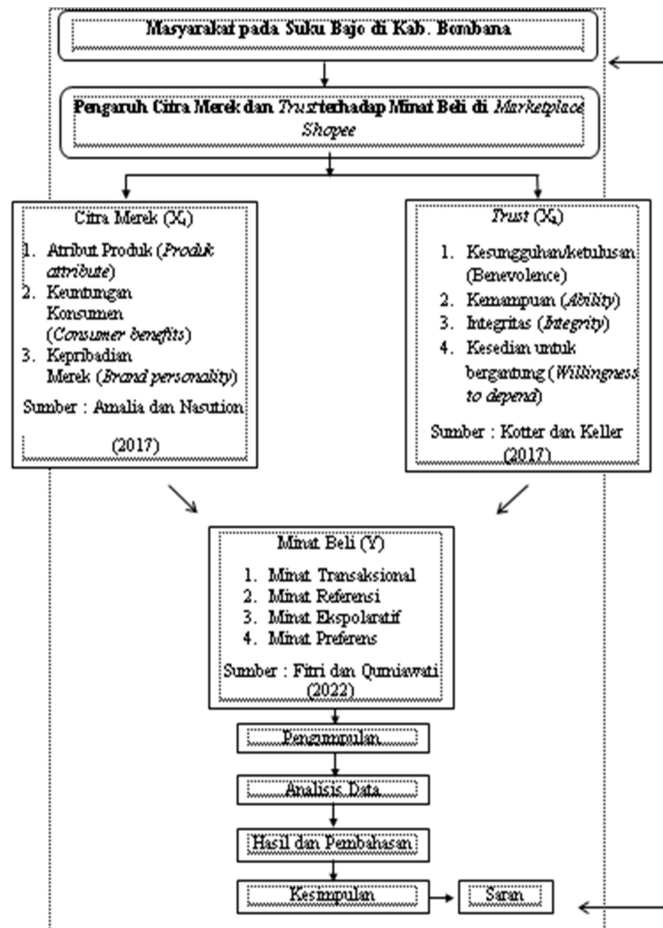 Masyarakat pada Suku Bajo di Kab. Bombana
Pengaruh Citra Merek dan Trust terhadap Minat Beli di Marketplace
Shopee
Citra Merek (X₁)
1. Atribut Produk (Produk
attribute)
2. Keuntungan
Konsumen
(Consumer benefits)
3. Kepribadian
Merek (Brand personality)
Sumber : Amalia dan Nasution
(2017)
Trust (X₂)
1. Kesungguhan/ketulusan
(Benevolence)
2. Kemampuan (Ability)
3. Integritas (Integrity)
4. Kesedian untuk
bergantung (Willingness
to depend)
Sumber : Kotter dan Keller
(2017)
Minat Beli (Y)
1. Minat Transaksional
2. Minat Referensi
3. Minat Ekspolaratif
4. Minat Preferens
Sumber : Fitri dan Qurniawati
(2022)
Pengumpulan
Analisis Data
Hasil dan Pembahasan
Kesimpulan
Saran